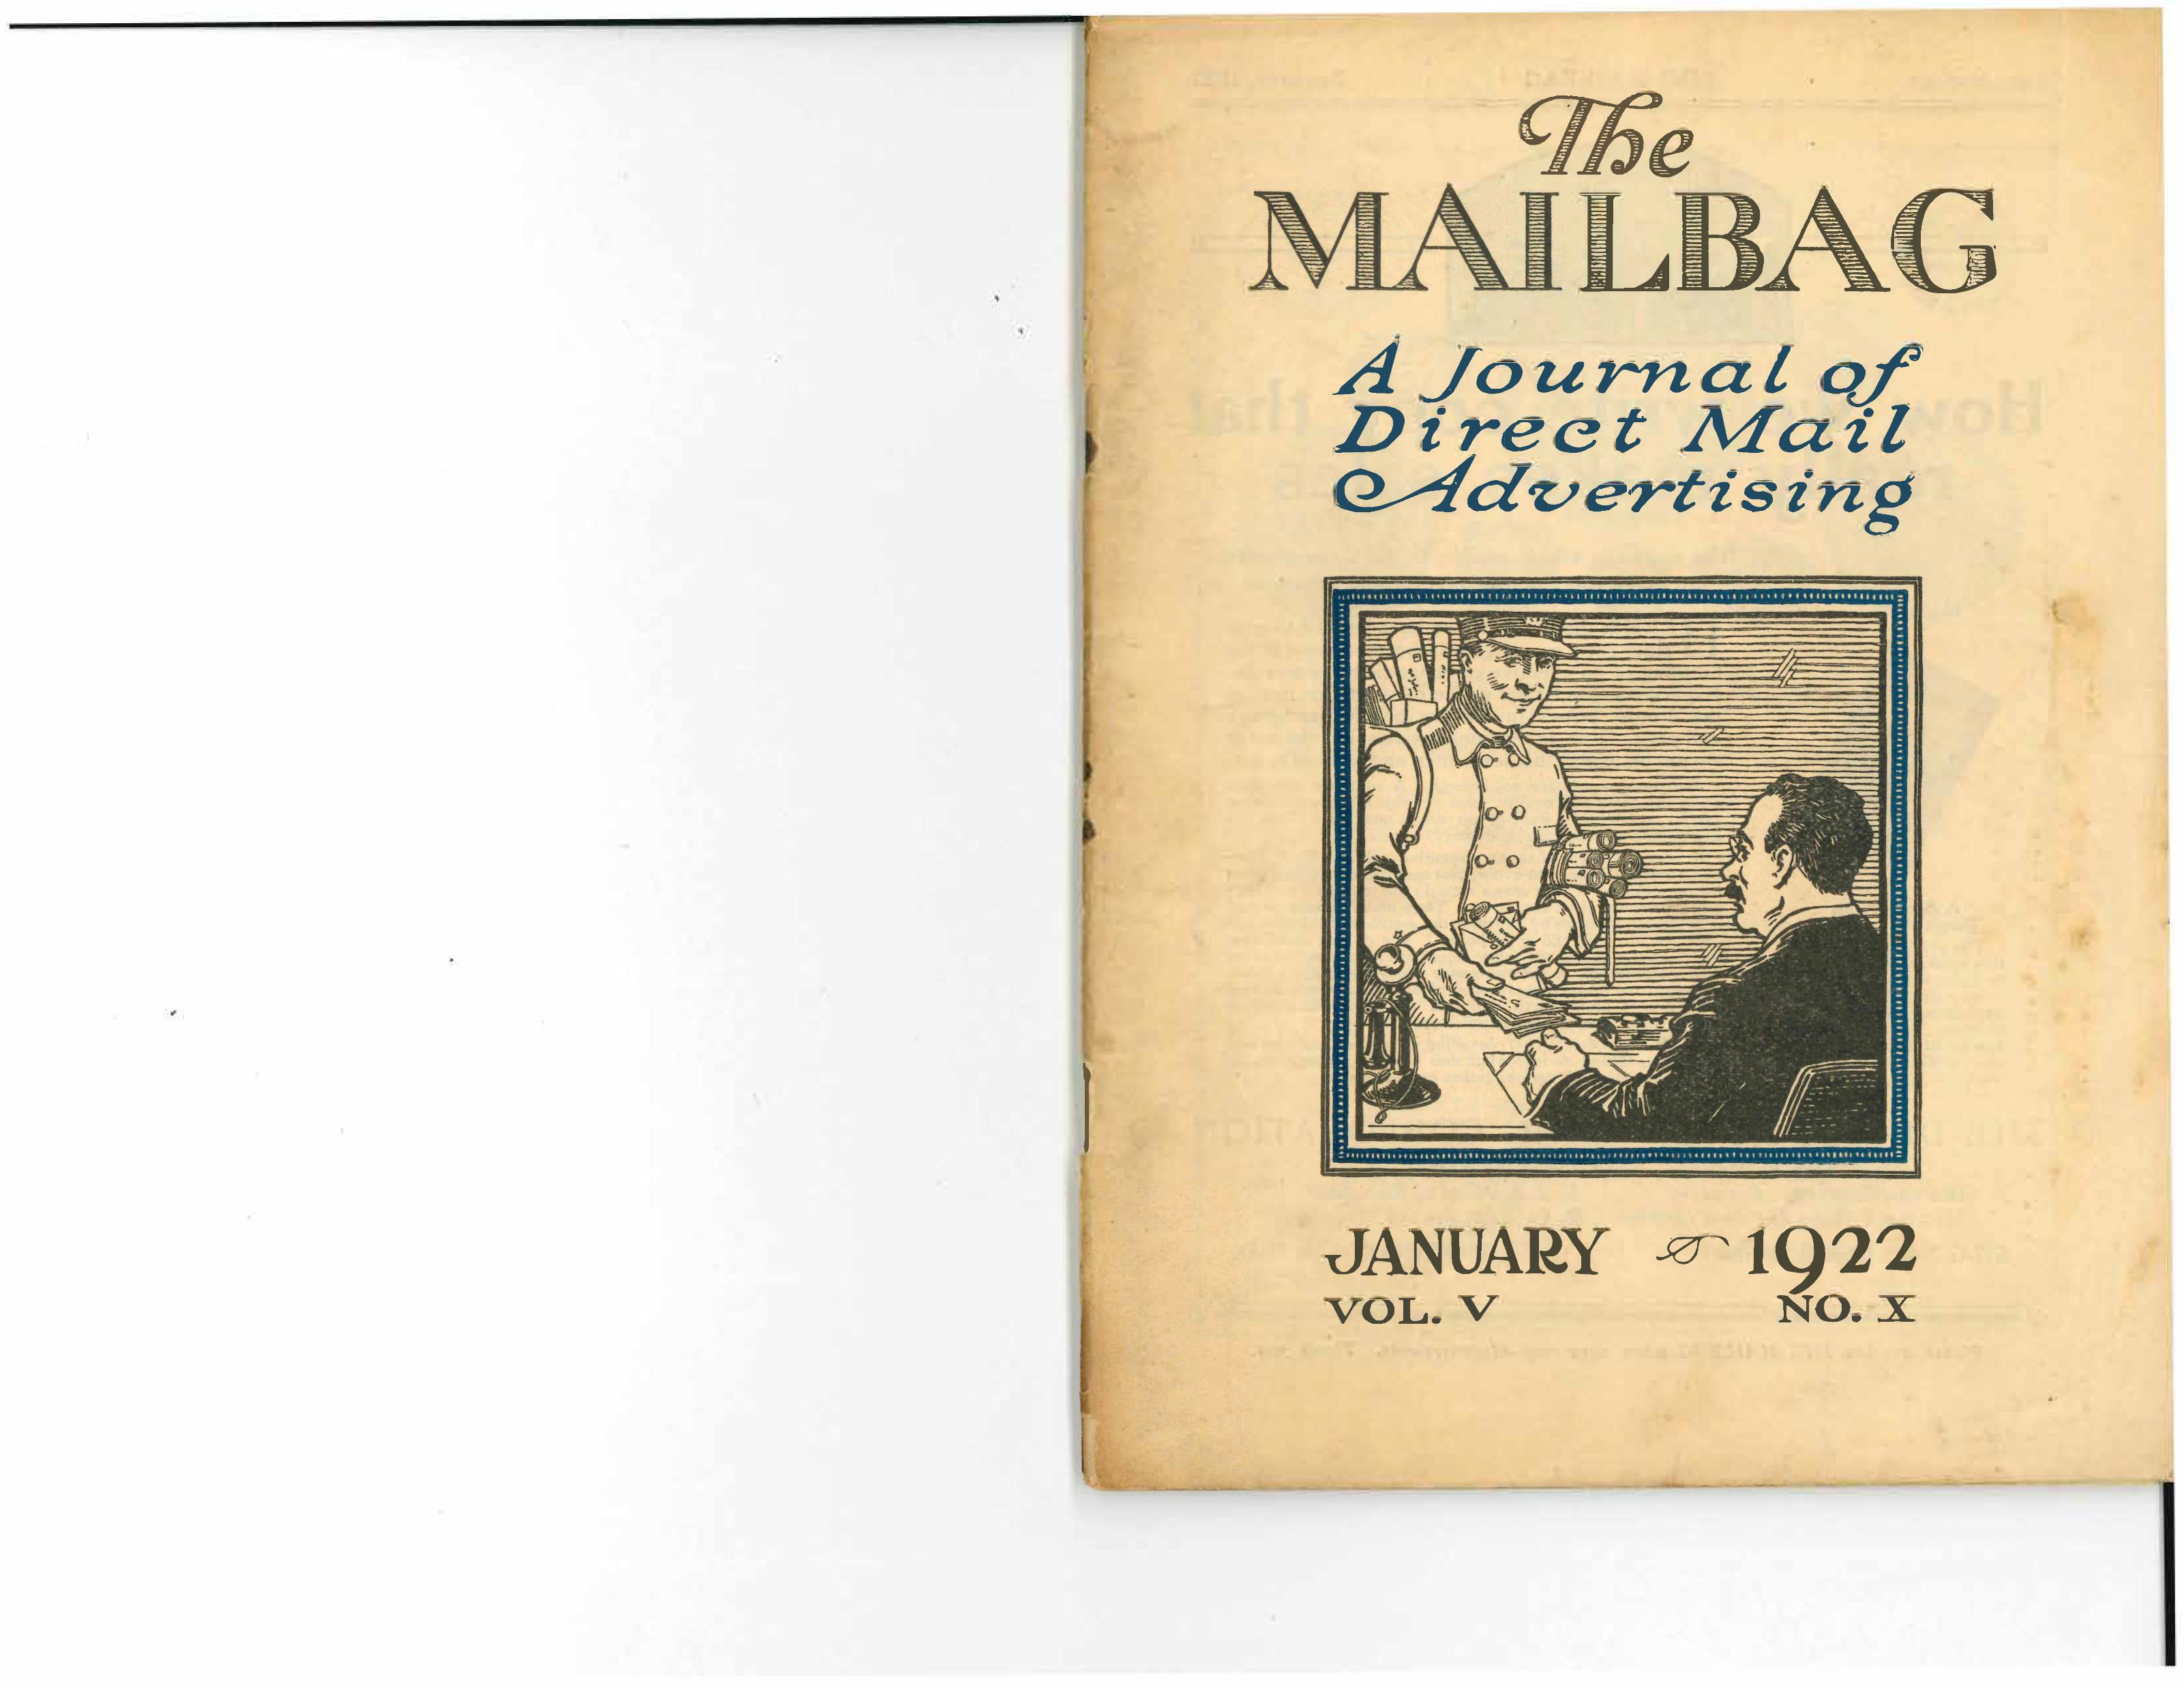 The
MAILBAG
A Journal of
Direct Mail
Advertising
JANUARY 1922
VOL. V NO. X